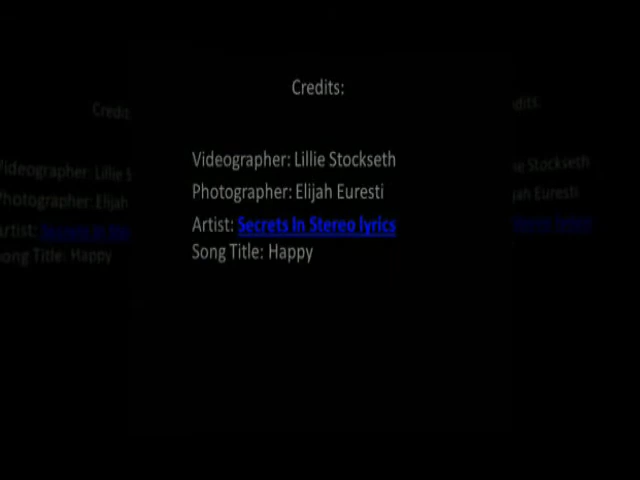 Credits:
Videographer: Lillie Stockseth
Photographer: Elijah Euresti
Artist: Secrets In Stereo lyrics
Song Title: Happy